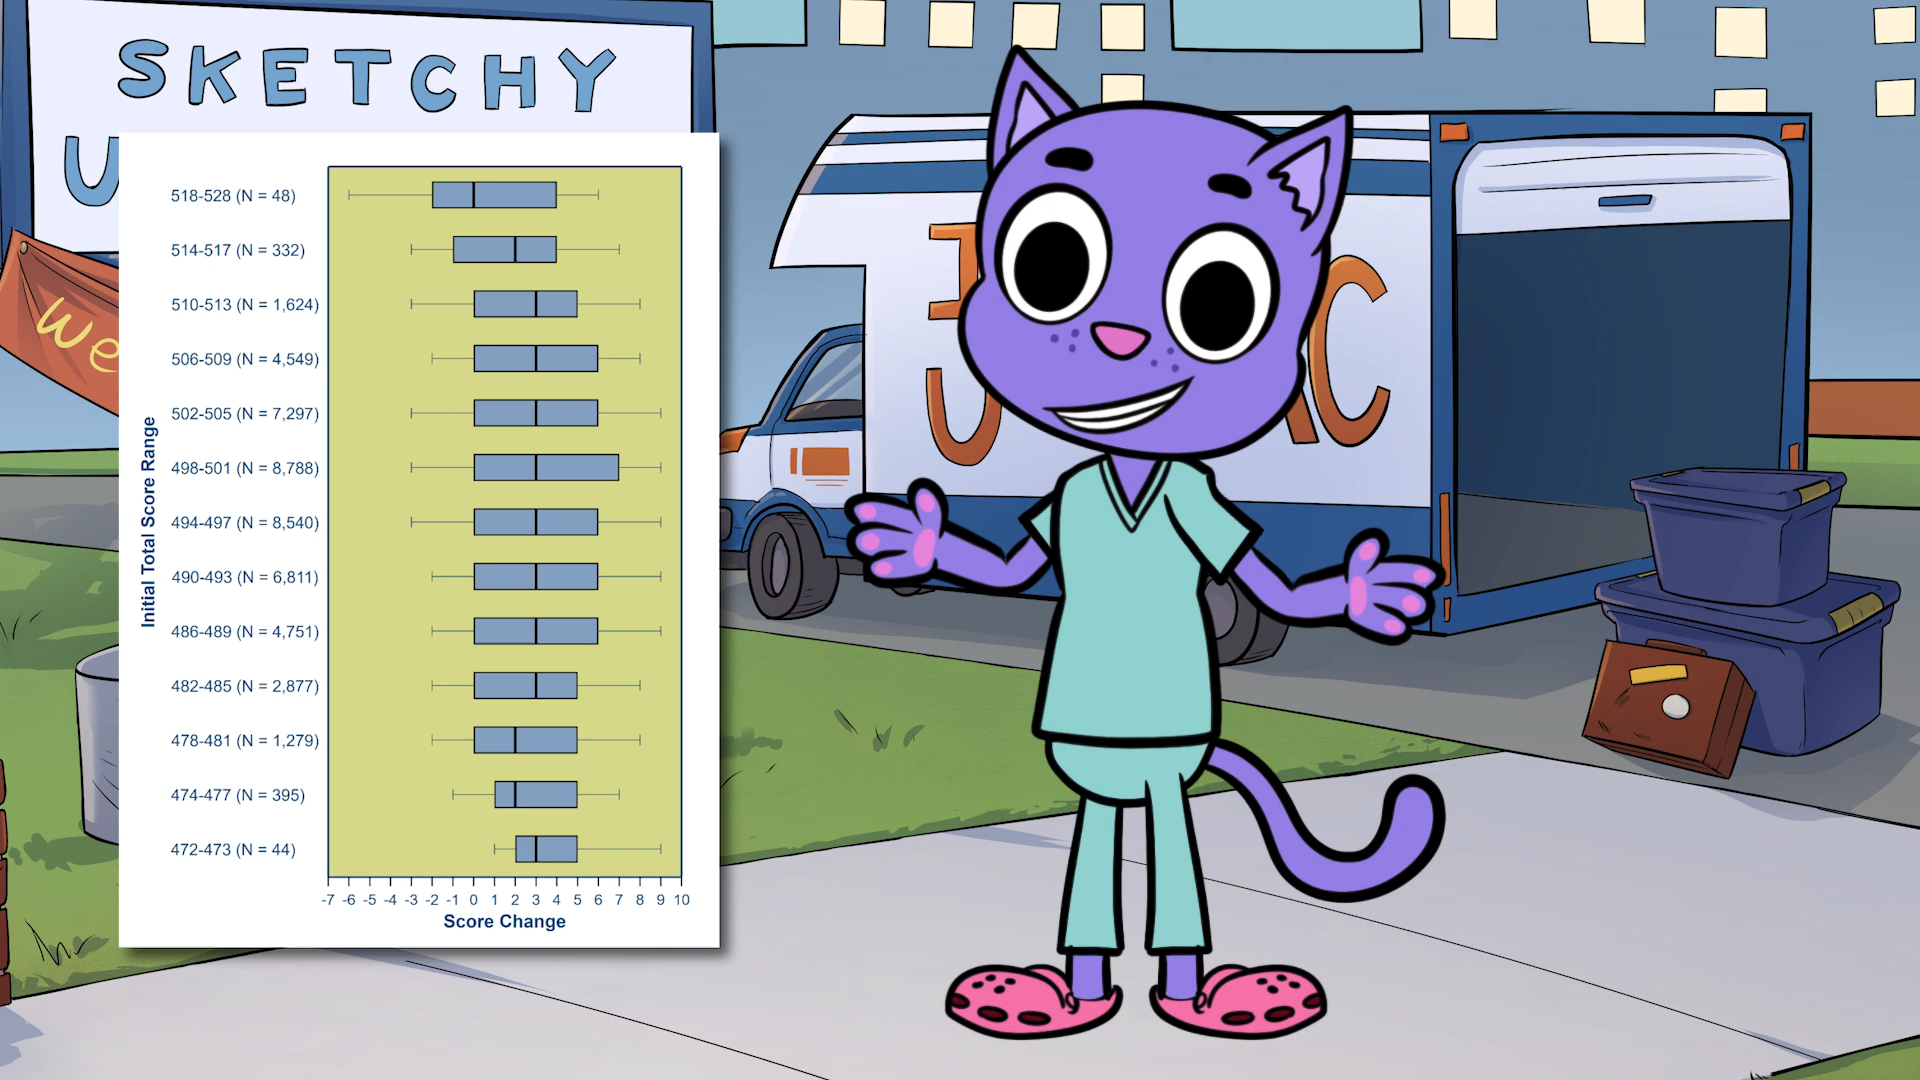 SKETCHY
U
we
518-528 (N = 48)
514-517 (N = 332)
510-513 (N = 1,624)
506-509 (N = 4,549)
502-505 (N = 7,297)
498-501 (N = 8,788)
494-497 (N = 8,540)
490-493 (N = 6,811)
486-489 (N = 4,751)
482-485 (N = 2,877)
478-481 (N = 1,279)
474-477 (N = 395)
472-473 (N = 44)
Initial Total Score Range
-7 -6 -5 -4 -3 -2 -1 0 1 2 3 4 5 6 7 8 9 10
Score Change
U C